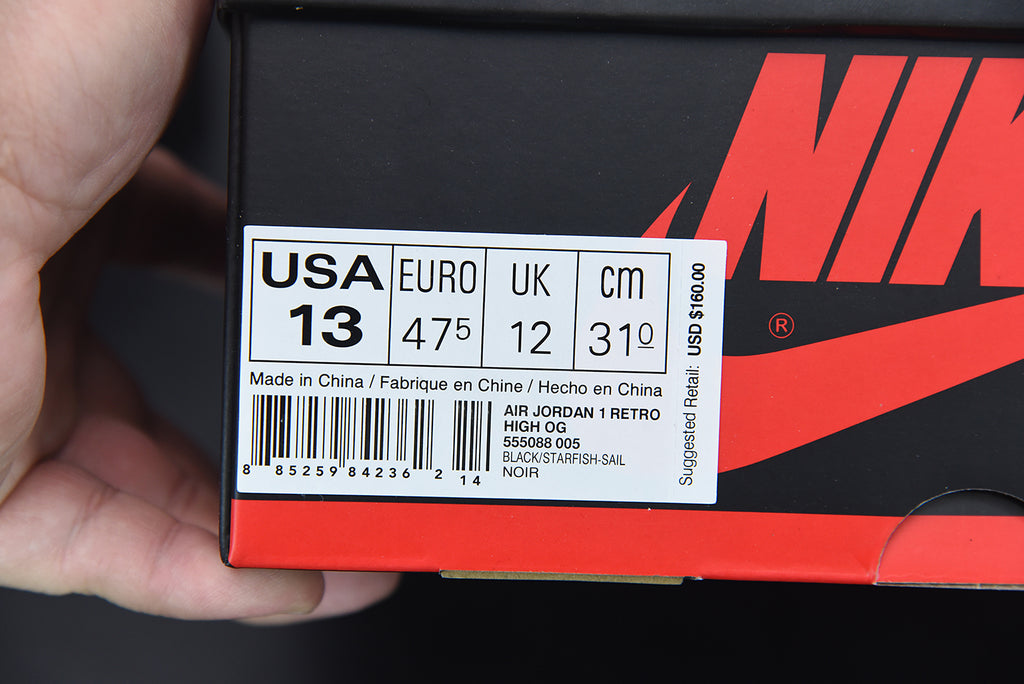 NIK
®
USA EURO UK cm
13 47 5 12 31 0
Made in China / Fabrique en Chine / Hecho en China
AIR JORDAN 1 RETRO
HIGH OG
555088 005
BLACK/STARFISH-SAIL
NOIR
8 85259 84236 2 14
Suggested Retail: USD $160.00